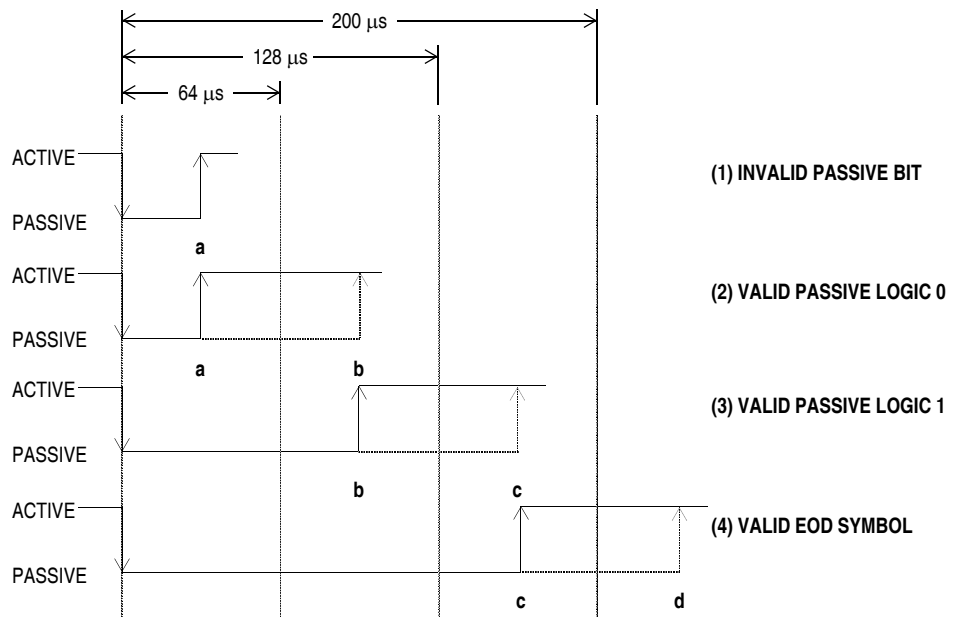 200 μs
128 μs
64 μs
ACTIVE
(1) INVALID PASSIVE BIT
PASSIVE
a
ACTIVE
(2) VALID PASSIVE LOGIC 0
PASSIVE
a b
ACTIVE
(3) VALID PASSIVE LOGIC 1
PASSIVE
b c
ACTIVE
(4) VALID EOD SYMBOL
PASSIVE
c d